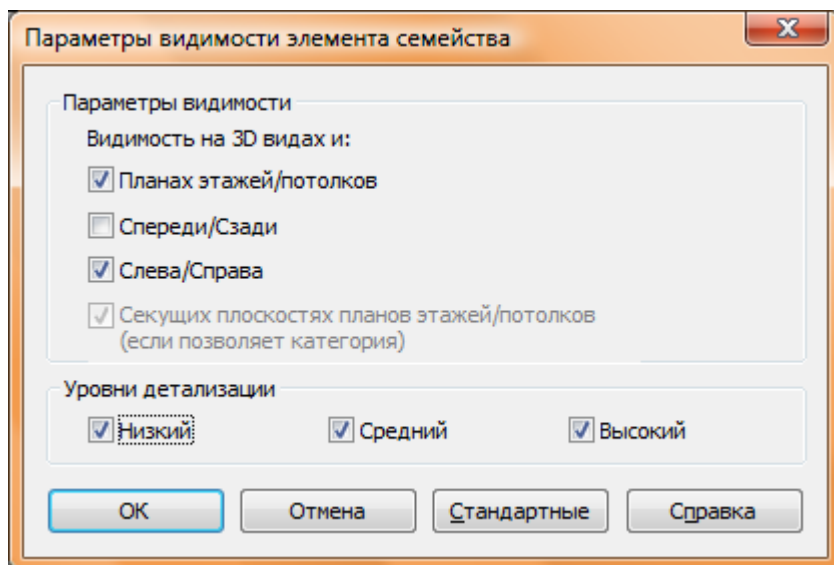 Параметры видимости элемента семейства
Параметры видимости
Видимость на 3D видах и:
Планах этажей/потолков
Спереди/Сзади
Слева/Справа
Секущих плоскостях планов этажей/потолков
(если позволяет категория)
Уровни детализации
Низкий Средний Высокий
ОК Отмена Стандартные Справка